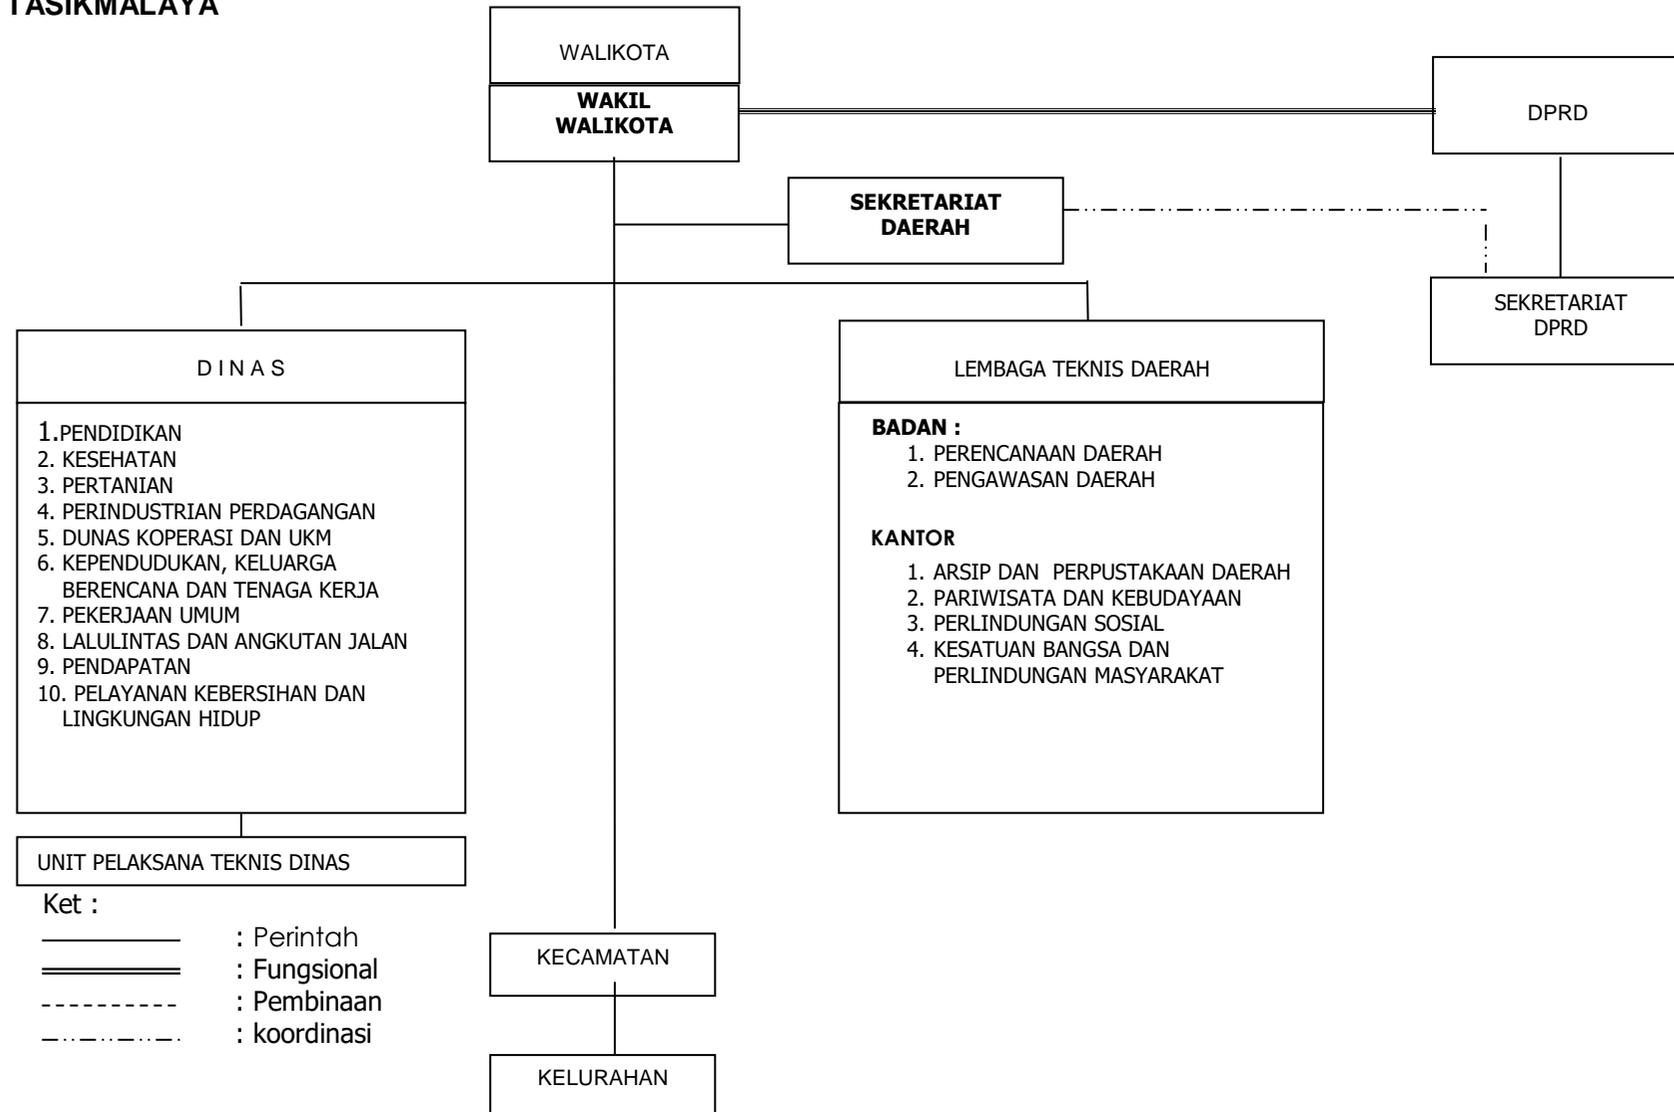 TASIKMALAYA
WALIKOTA
WAKIL
WALIKOTA
DPRD
SEKRETARIAT
DAERAH
SEKRETARIAT
DPRD
D I N A S
1.PENDIDIKAN
2. KESEHATAN
3. PERTANIAN
4. PERINDUSTRIAN PERDAGANGAN
5. DUNAS KOPERASI DAN UKM
6. KEPENDUDUKAN, KELUARGA
BERENCANA DAN TENAGA KERJA
7. PEKERJAAN UMUM
8. LALULINTAS DAN ANGKUTAN JALAN
9. PENDAPATAN
10. PELAYANAN KEBERSIHAN DAN
LINGKUNGAN HIDUP
UNIT PELAKSANA TEKNIS DINAS
LEMBAGA TEKNIS DAERAH
BADAN :
1. PERENCANAAN DAERAH
2. PENGAWASAN DAERAH
KANTOR
1. ARSIP DAN PERPUSTAKAAN DAERAH
2. PARIWISATA DAN KEBUDAYAAN
3. PERLINDUNGAN SOSIAL
4. KESATUAN BANGSA DAN
PERLINDUNGAN MASYARAKAT
Ket :
: Perintah
: Fungsional
: Pembinaan
: koordinasi
KECAMATAN
KELURAHAN